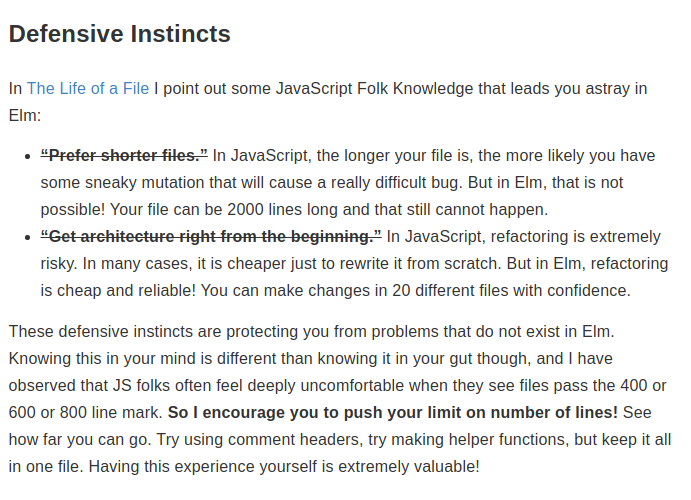 Defensive Instincts
In The Life of a File I point out some JavaScript Folk Knowledge that leads you astray in
Elm:
• “Prefer shorter files.” In JavaScript, the longer your file is, the more likely you have
some sneaky mutation that will cause a really difficult bug. But in Elm, that is not
possible! Your file can be 2000 lines long and that still cannot happen.
• “Get architecture right from the beginning.” In JavaScript, refactoring is extremely
risky. In many cases, it is cheaper just to rewrite it from scratch. But in Elm, refactoring
is cheap and reliable! You can make changes in 20 different files with confidence.
These defensive instincts are protecting you from problems that do not exist in Elm.
Knowing this in your mind is different than knowing it in your gut though, and I have
observed that JS folks often feel deeply uncomfortable when they see files pass the 400 or
600 or 800 line mark. So I encourage you to push your limit on number of lines! See
how far you can go. Try using comment headers, try making helper functions, but keep it all
in one file. Having this experience yourself is extremely valuable!